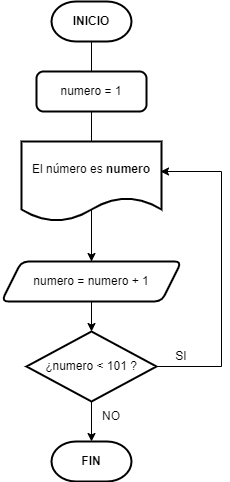 INICIO
numero = 1
El número es numero
numero = numero + 1
¿numero < 101 ?
SI
NO
FIN